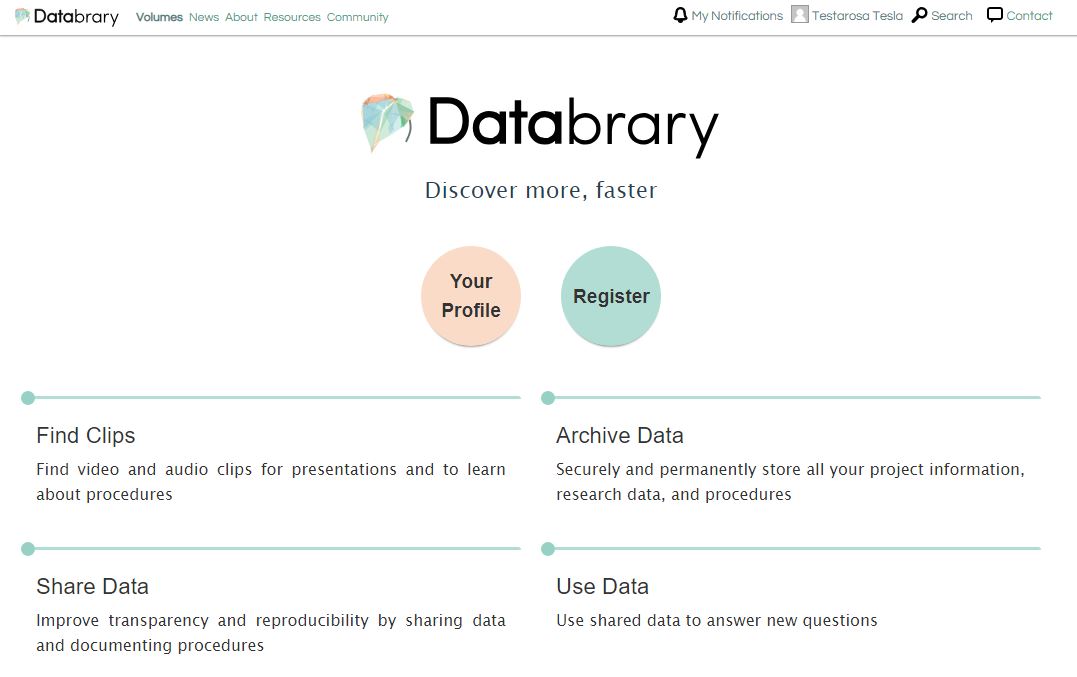 Databrary Volumes News About Resources Community My Notifications Testarosa Tesla Search Contact
Databrary
Discover more, faster
Your
Profile
Register
Find Clips
Find video and audio clips for presentations and to learn
about procedures
Archive Data
Securely and permanently store all your project information,
research data, and procedures
Share Data
Improve transparency and reproducibility by sharing data
and documenting procedures
Use Data
Use shared data to answer new questions